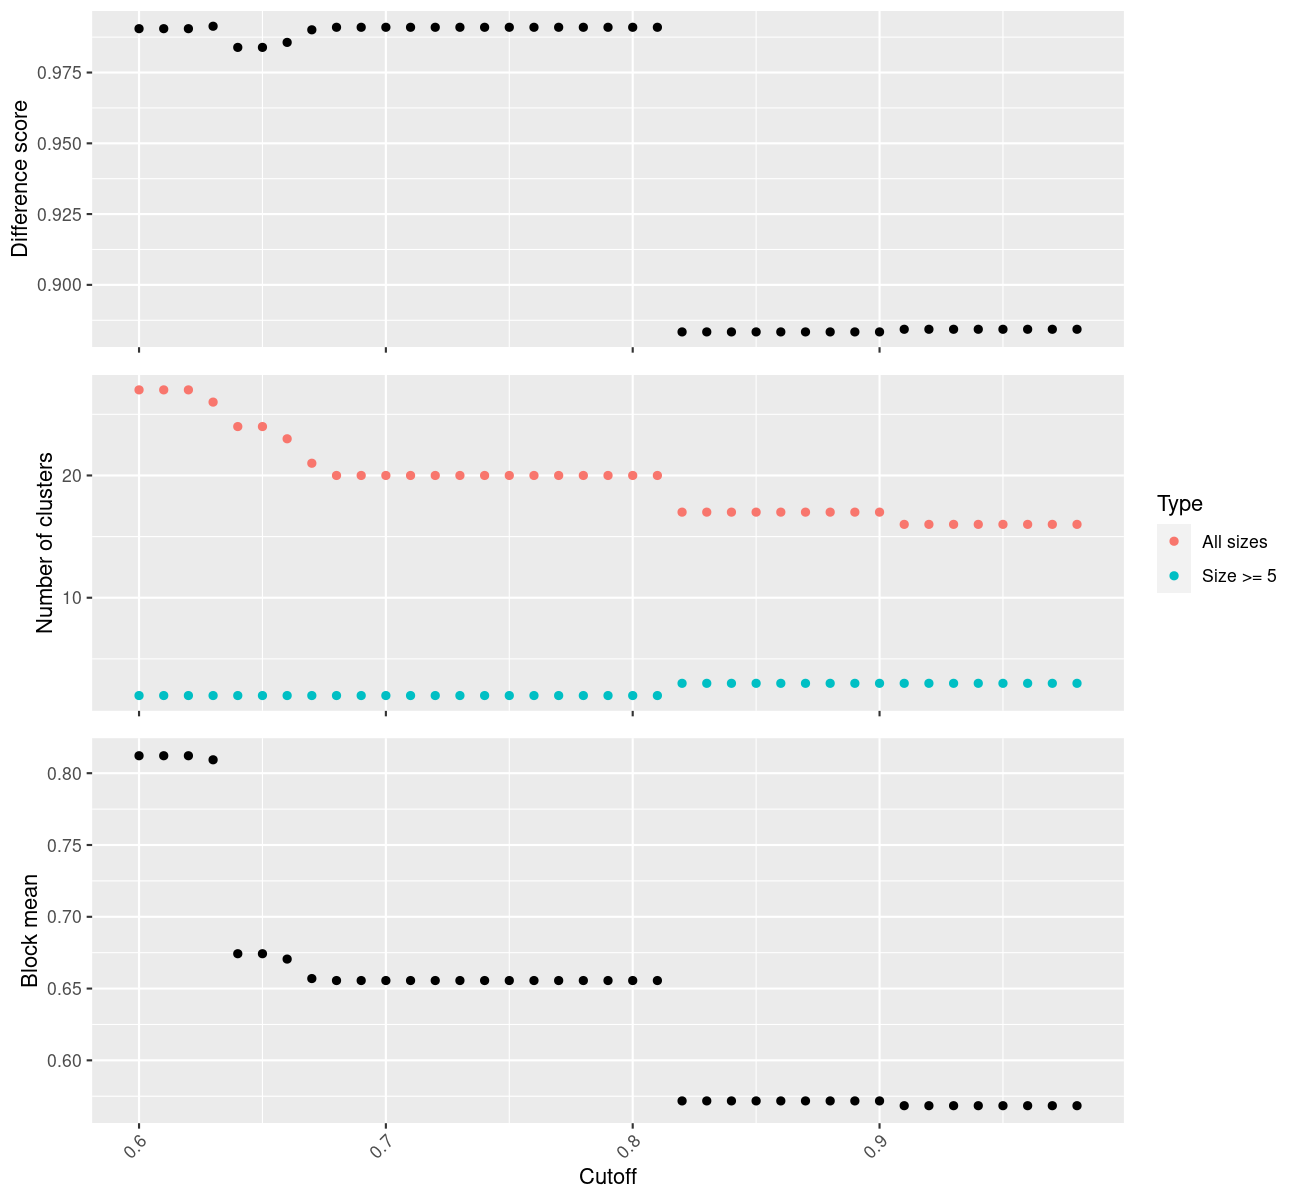 Difference score
0.975
0.950
0.925
0.900
Number of clusters
20
10
Type
All sizes
Size >= 5
Block mean
0.80
0.75
0.70
0.65
0.60
0.6 0.7 0.8 0.9
Cutoff